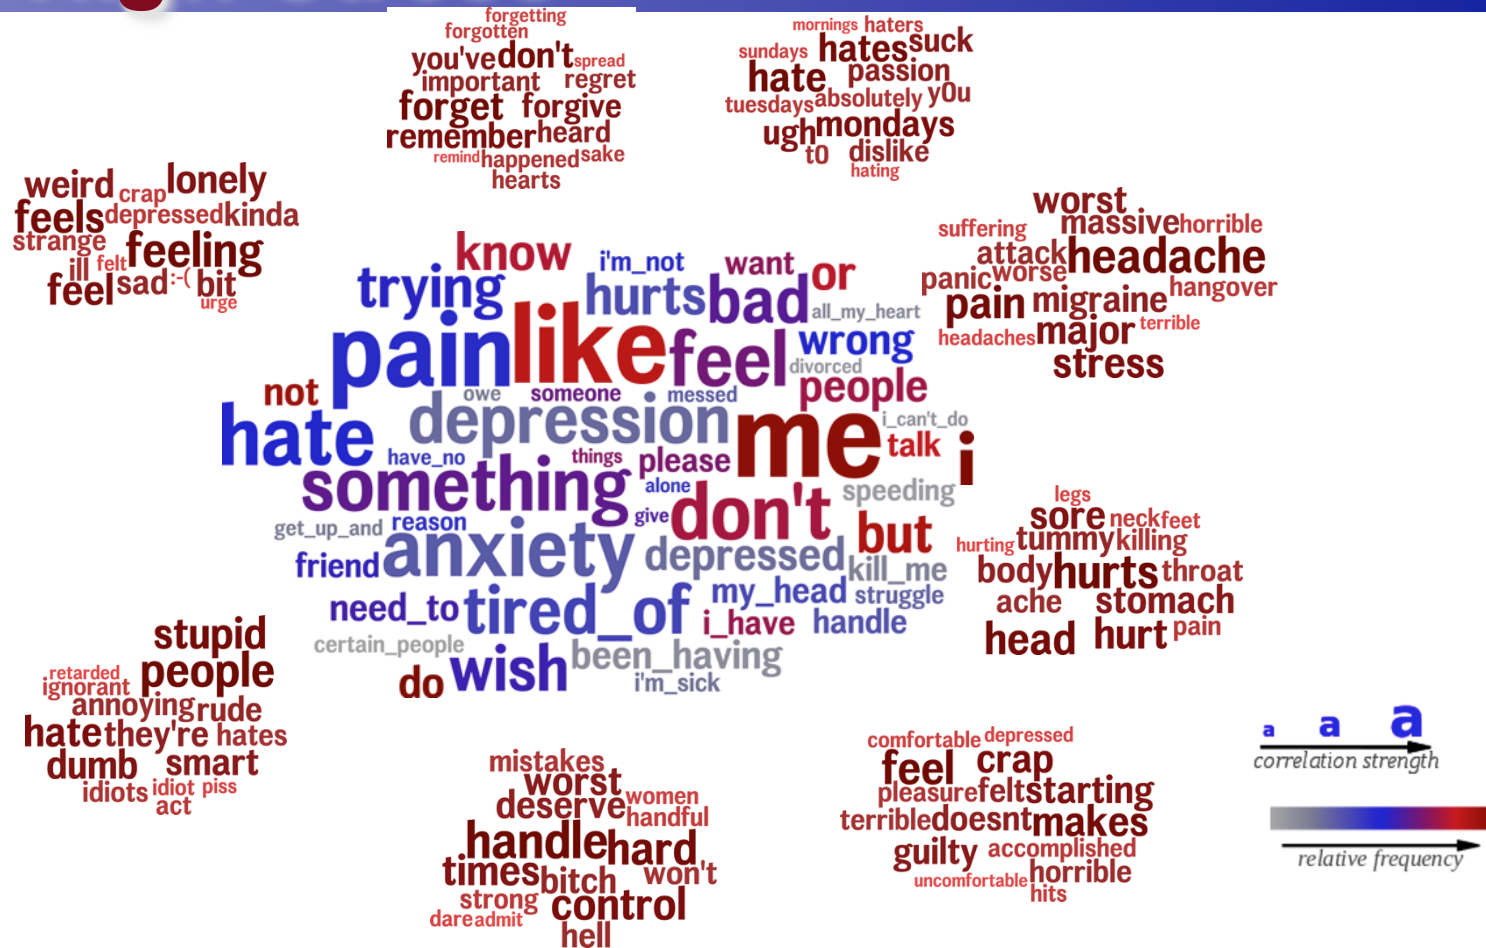 forgetting
forgotten
you've don't spread
important regret
forget forgive
remember heard
remind happened sake
hearts
mornings haters
sundays hates suck
hate passion
tuesdays absolutely y0u
ugh mondays
t0 dislike
hating
weird crap lonely
feels depressed kinda
strange feeling
ill felt
feel sad :-( bit
urge
worst
suffering massive horrible
attack headache
panic worse
hangover
pain migraine
headaches major terrible
stress
know i'm_not want or
trying hurts bad all_my_heart
pain like feel wrong
divorced
not owe someone messed people
hate depression me i_can't_do
talk i
have_no things please
something alone speeding
get_up_and reason give don't but
friend anxiety depressed kill_me
need_to tired_of my_head struggle
i_have handle
certain_people been_having
do wish i'm_sick
legs
sore neck feet
hurting tummy killing
body hurts throat
ache stomach
head hurt pain
stupid
retarded people
ignorant
annoying rude
hate they're hates
dumb smart
idiots idiot piss
act
mistakes
worst
deserve women
handful
handle hard
times bitch won't
strong control
dare admit
hell
comfortable depressed
feel crap
pleasure felt starting
terrible doesnt makes
guilty accomplished
uncomfortable horrible
hits
a a a
correlation strength
relative frequency